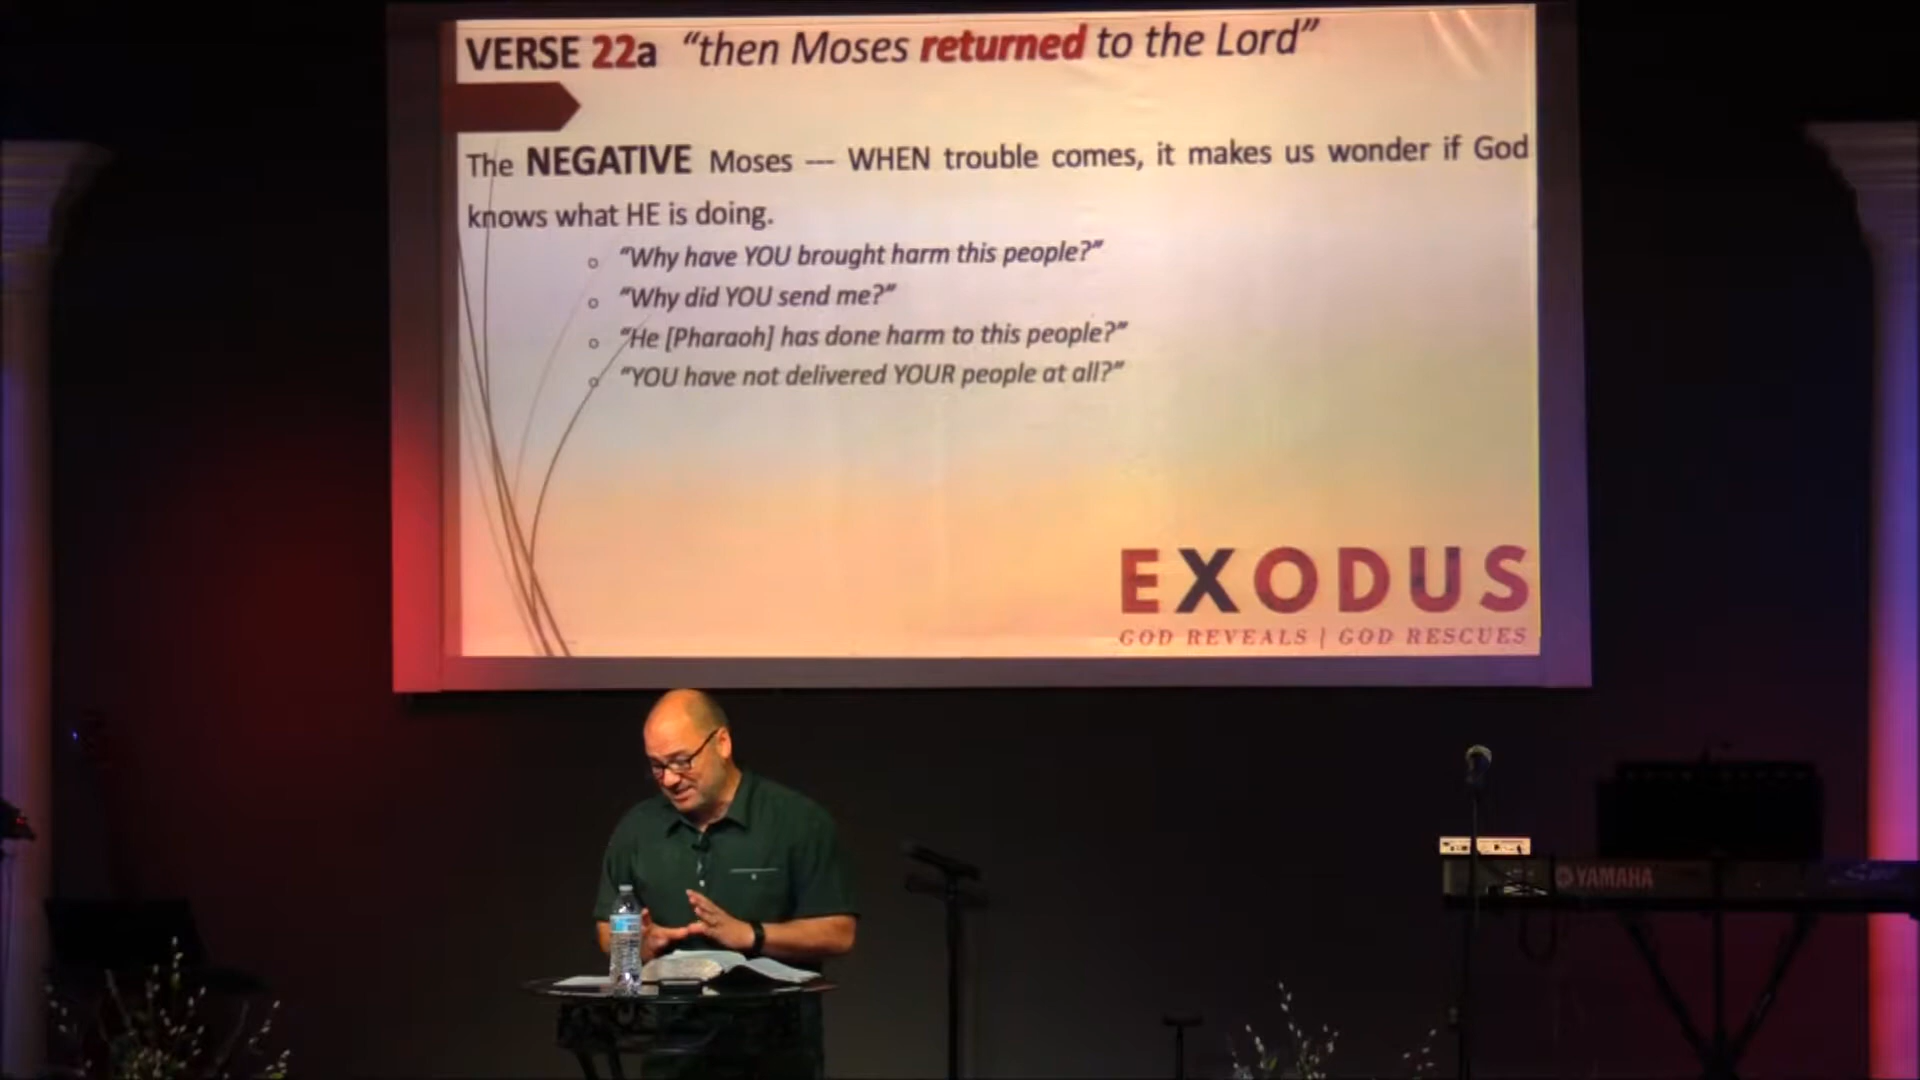 VERSE 22a "then Moses returned to the Lord"
The NEGATIVE Moses --- WHEN trouble comes, it makes us wonder if God
knows what HE is doing.
o "Why have YOU brought harm this people?"
o "Why did YOU send me?"
o "He [Pharaoh] has done harm to this people?"
o "YOU have not delivered YOUR people at all?"
EXODUS
GOD REVEALS | GOD RESCUES
YAMAHA